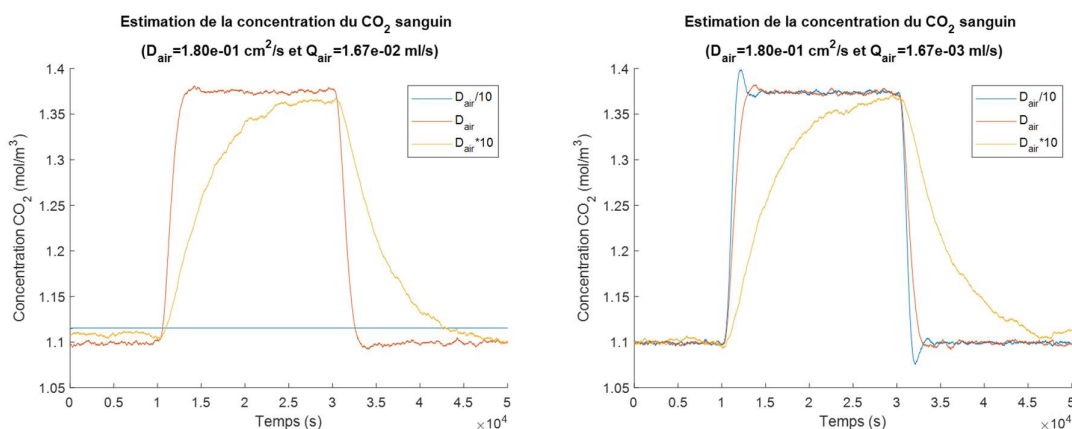 Estimation de la concentration du CO2 sanguin
(Dair=1.80e-01 cm2/s et Qair=1.67e-02 ml/s)
1.4
1.35
1.3
1.25
1.2
1.15
1.1
1.05
Concentration CO2 (mol/m3)
0
0.5
1
1.5
2
2.5
3
3.5
4
4.5
5
Temps (s)
×10^4
Dair/10
Dair
Dair*10
Estimation de la concentration du CO2 sanguin
(Dair=1.80e-01 cm2/s et Qair=1.67e-03 ml/s)
1.4
1.35
1.3
1.25
1.2
1.15
1.1
1.05
Concentration CO2 (mol/m3)
0
0.5
1
1.5
2
2.5
3
3.5
4
4.5
5
Temps (s)
×10^4
Dair/10
Dair
Dair*10